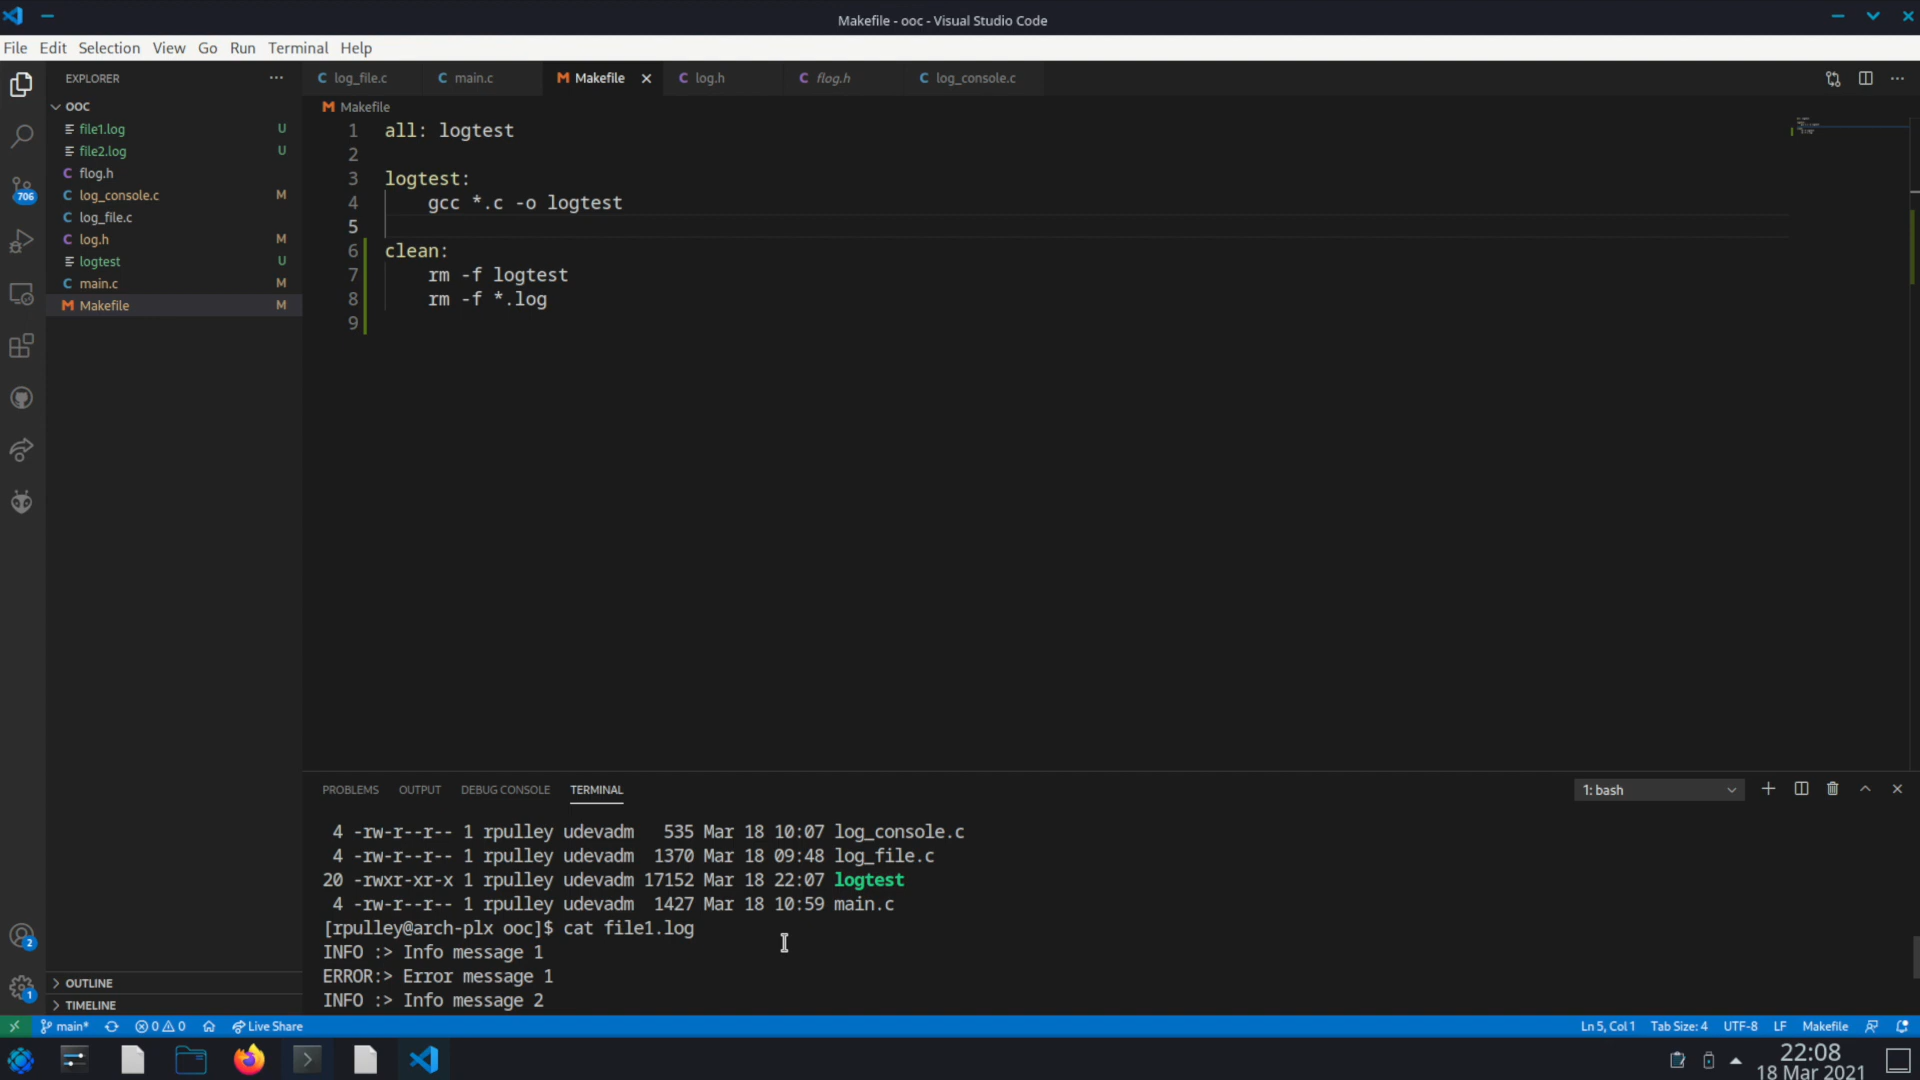 Makefile - ooc - Visual Studio Code
File Edit Selection View Go Run Terminal Help
EXPLORER
C log_file.c
C main.c
M Makefile
C log.h
C flog.h
C log_console.c
OOC
M Makefile
file1.log U
file2.log U
C flog.h
C log_console.c M
C log_file.c
C log.h M
logtest U
C main.c M
M Makefile M
706
1 all: logtest
2
3 logtest:
4 gcc *.c -o logtest
5
6 clean:
7 rm -f logtest
8 rm -f *.log
9
PROBLEMS OUTPUT DEBUG CONSOLE TERMINAL
1: bash
4 -rw-r--r-- 1 rpulley udevadm 535 Mar 18 10:07 log_console.c
4 -rw-r--r-- 1 rpulley udevadm 1370 Mar 18 09:48 log_file.c
20 -rwxr-xr-x 1 rpulley udevadm 17152 Mar 18 22:07 logtest
4 -rw-r--r-- 1 rpulley udevadm 1427 Mar 18 10:59 main.c
[rpulley@arch-plx ooc]$ cat file1.log
INFO :> Info message 1
ERROR:> Error message 1
INFO :> Info message 2
2
1
OUTLINE
TIMELINE
main* 0 0 Live Share
Ln 5, Col 1 Tab Size: 4 UTF-8 LF Makefile
22:08
18 Mar 2021